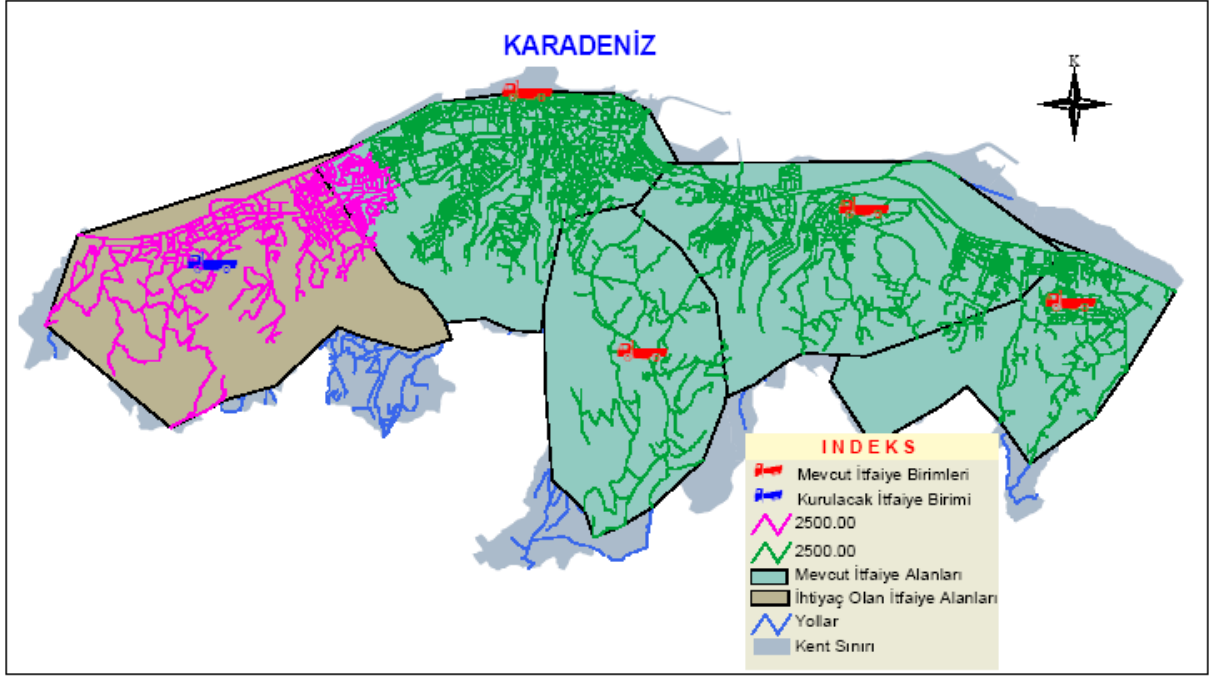 KARADENİZ
K
INDEKS
Mevcut İtfaiye Birimleri
Kurulacak İtfaiye Birimi
2500.00
2500.00
Mevcut İtfaiye Alanları
İhtiyaç Olan İtfaiye Alanları
Yollar
Kent Sınırı